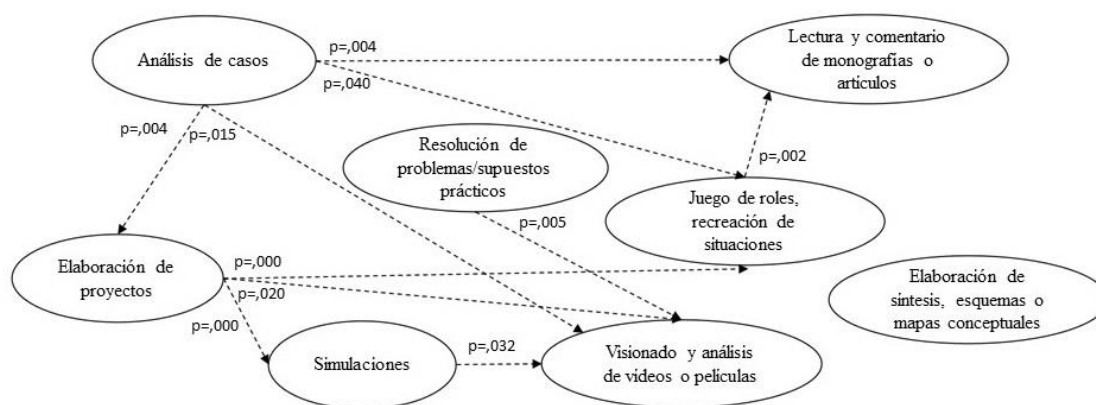 Análisis de casos
p=,004
p=,040
Lectura y comentario
de monografías o
artículos
p=,004
p=,015
Resolución de
problemas/supuestos
prácticos
p=,002
Juego de roles,
recreación de
situaciones
p=,005
Elaboración de
proyectos
p=,000
p=,020
p=,000
Elaboración de
síntesis, esquemas o
mapas conceptuales
Simulaciones
p=,032
Visionado y análisis
de vídeos o películas